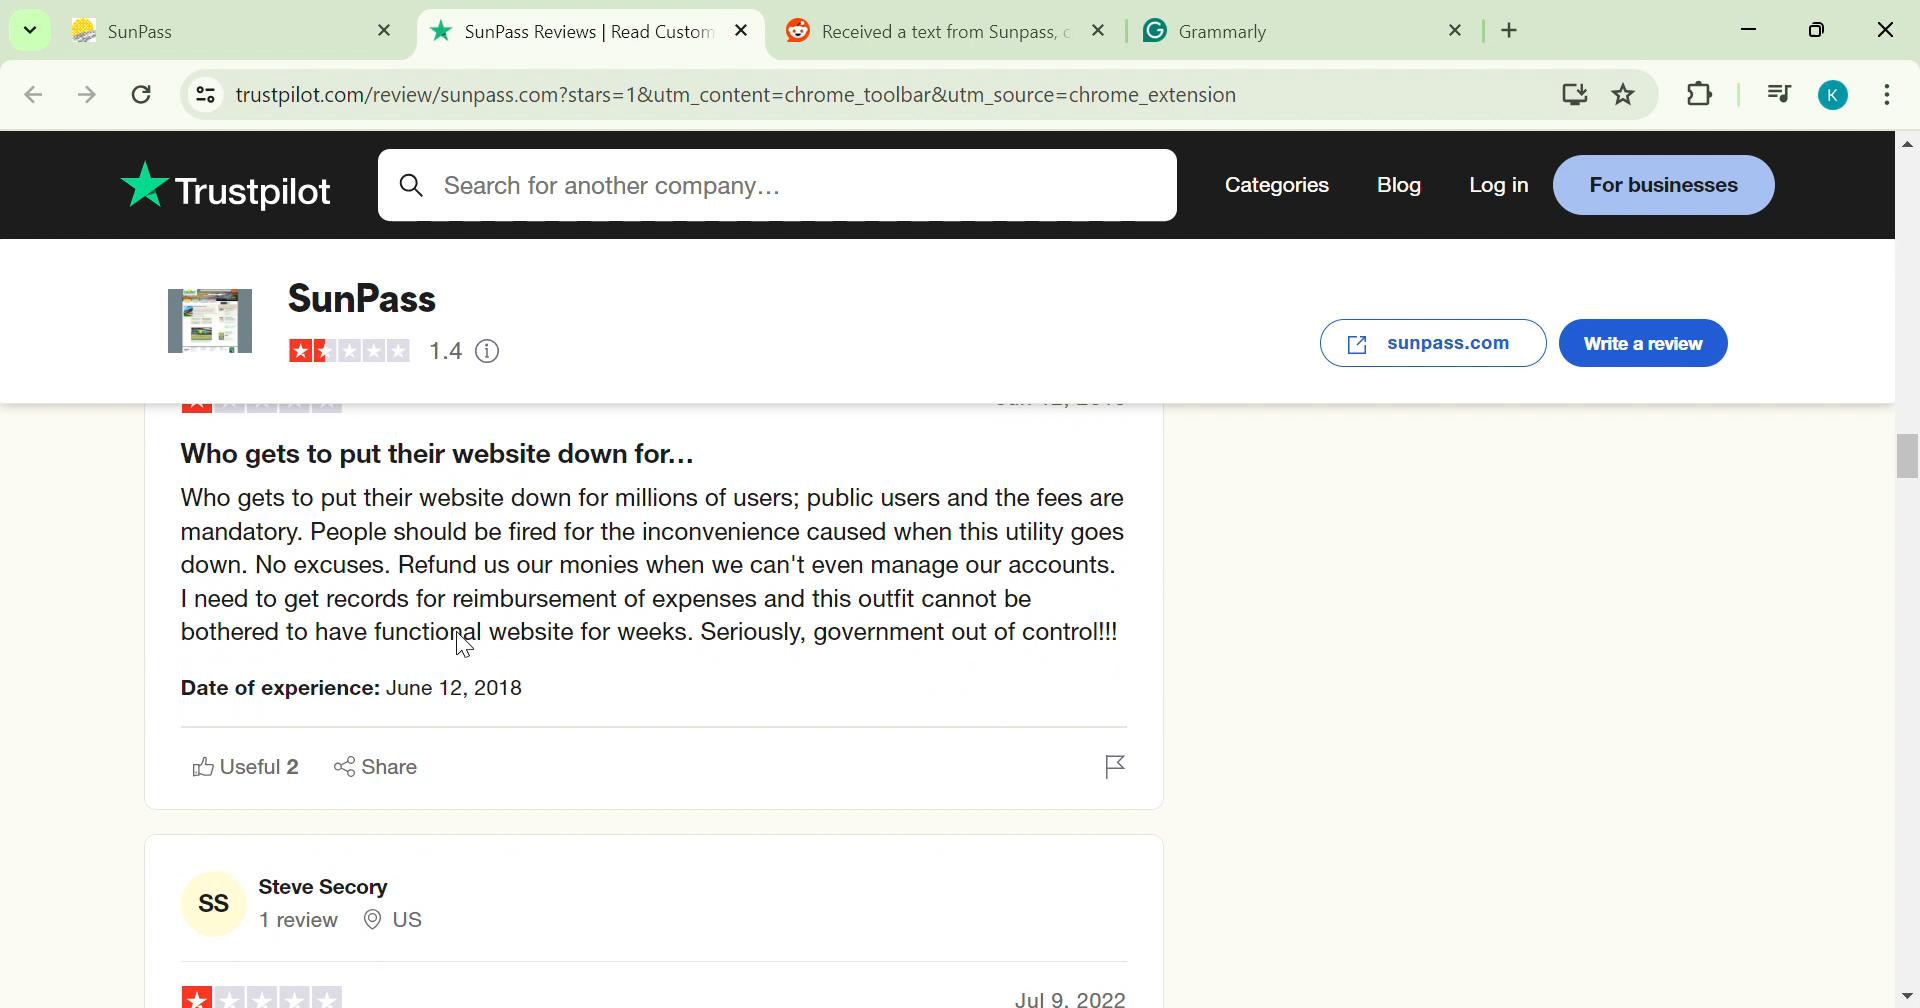 SunPass
SunPass Reviews | Read Custom
Received a text from Sunpass, c
Grammarly
trustpilot.com/review/sunpass.com?stars=1&utm_content=chrome_toolbar&utm_source=chrome_extension
K
Trustpilot
Search for another company...
Categories
Blog
Log in
For businesses
SunPass
1.4
sunpass.com
Write a review
Who gets to put their website down for...
Who gets to put their website down for millions of users; public users and the fees are
mandatory. People should be fired for the inconvenience caused when this utility goes
down. No excuses. Refund us our monies when we can't even manage our accounts.
I need to get records for reimbursement of expenses and this outfit cannot be
bothered to have functional website for weeks. Seriously, government out of control!!!
Date of experience: June 12, 2018
Useful 2
Share
SS
Steve Secory
1 review
US
Jul 9, 2022